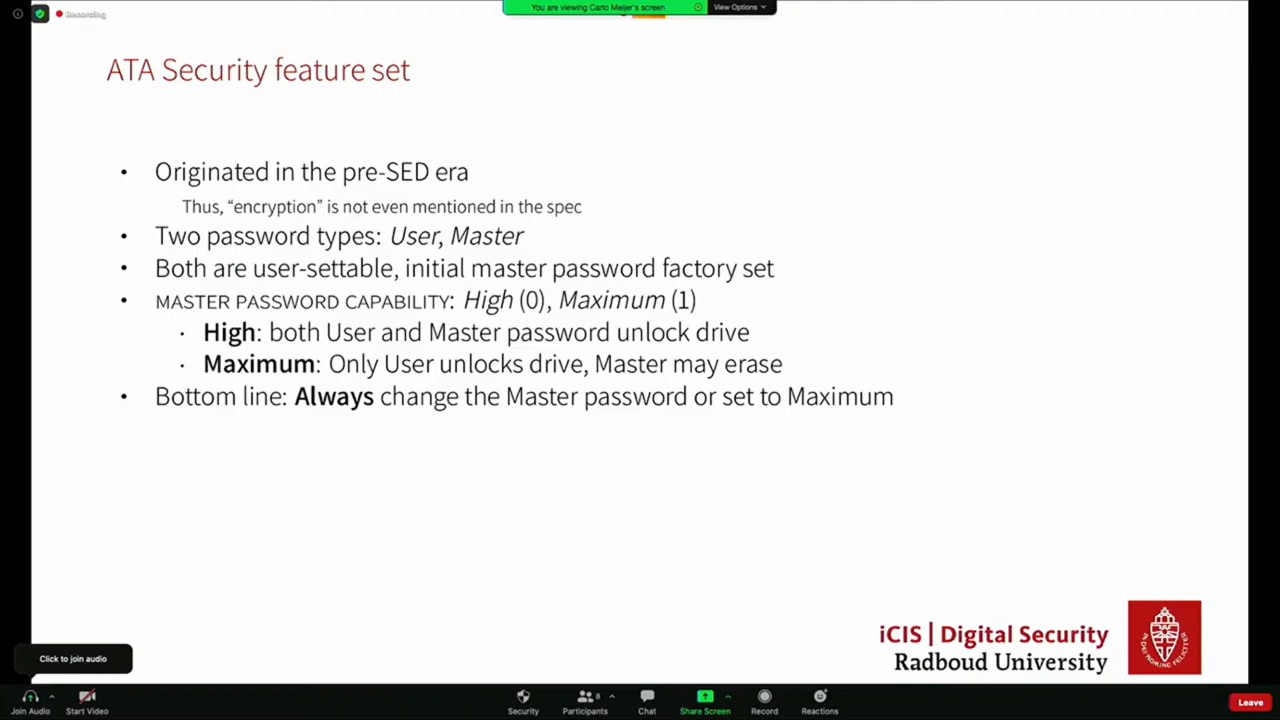 Recording
You are viewing Carlo Meijer's screen
View Options
ATA Security feature set
• Originated in the pre-SED era
Thus, “encryption” is not even mentioned in the spec
• Two password types: User, Master
• Both are user-settable, initial master password factory set
• MASTER PASSWORD CAPABILITY: High (0), Maximum (1)
· High: both User and Master password unlock drive
· Maximum: Only User unlocks drive, Master may erase
• Bottom line: Always change the Master password or set to Maximum
iCIS | Digital Security
Radboud University
Click to join audio
Join Audio
Start Video
Security
Participants
8
Chat
Share Screen
Record
Reactions
Leave